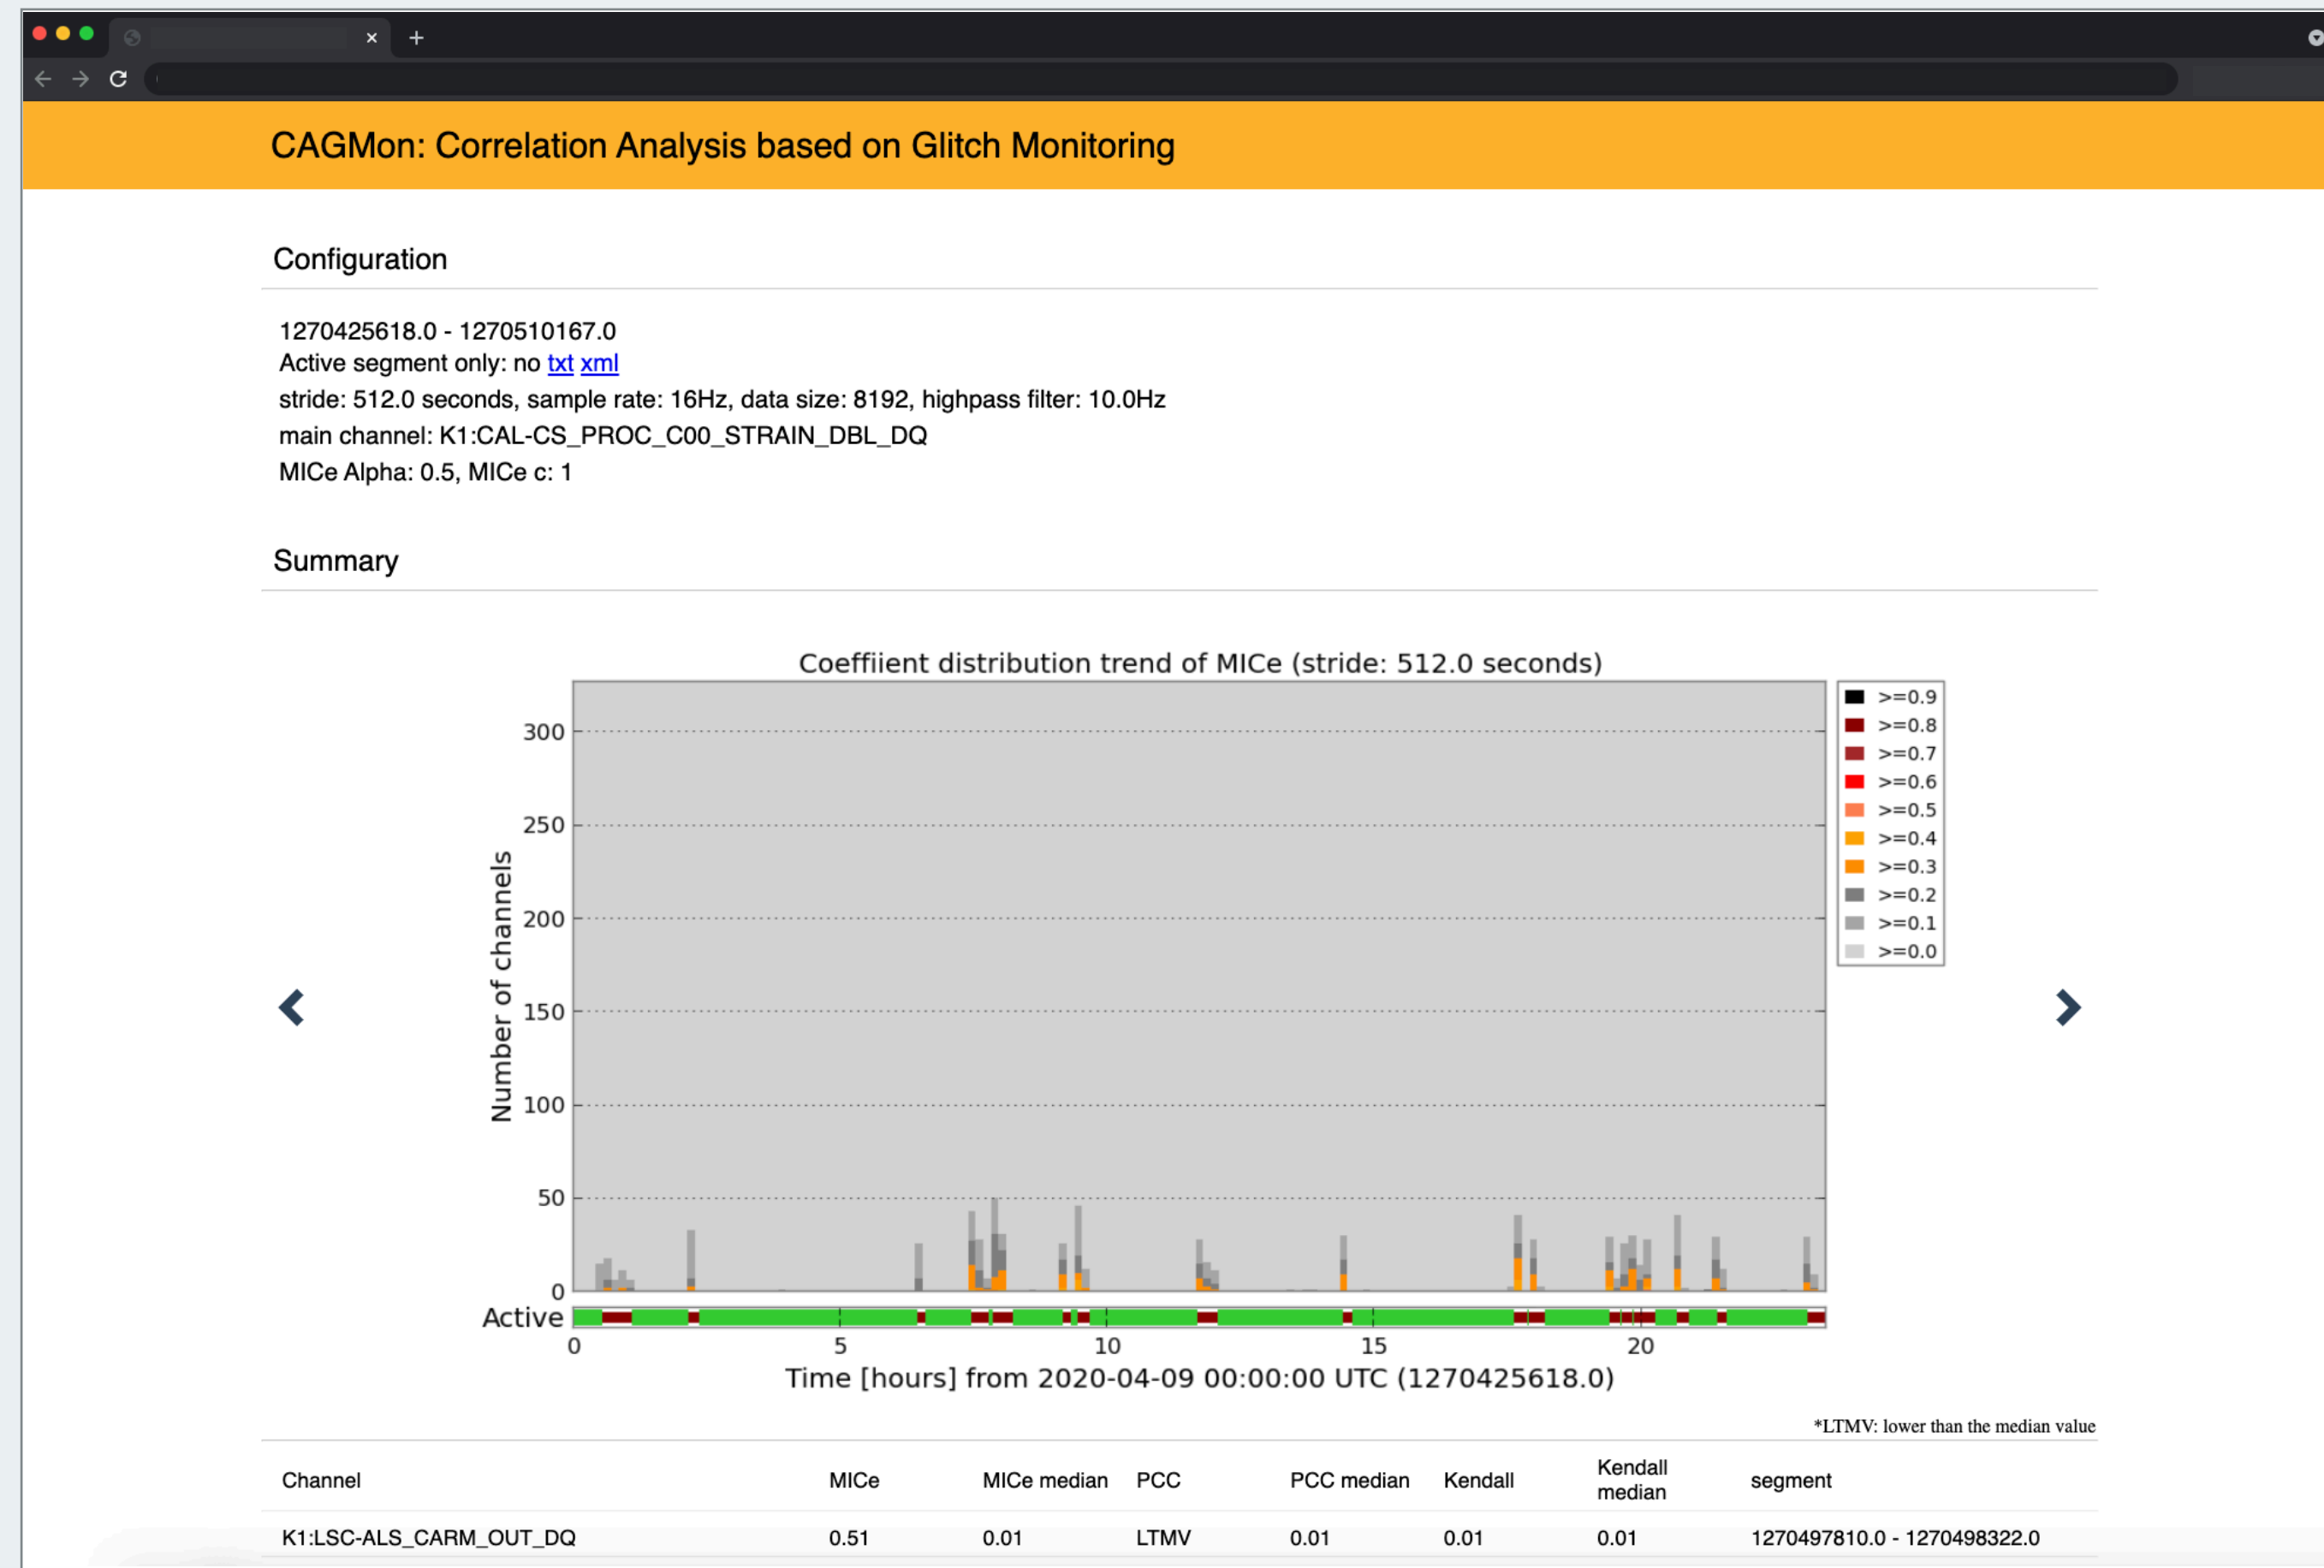 CAGMon: Correlation Analysis based on Glitch Monitoring
Configuration
1270425618.0 - 1270510167.0
Active segment only: no txt xml
stride: 512.0 seconds, sample rate: 16Hz, data size: 8192, highpass filter: 10.0Hz
main channel: K1:CAL-CS_PROC_C00_STRAIN_DBL_DQ
MICe Alpha: 0.5, MICe c: 1
Summary
Coeffiient distribution trend of MICe (stride: 512.0 seconds)
Number of channels
300
250
200
150
100
50
0
>=0.9
>=0.8
>=0.7
>=0.6
>=0.5
>=0.4
>=0.3
>=0.2
>=0.1
>=0.0
Active
0 5 10 15 20
Time [hours] from 2020-04-09 00:00:00 UTC (1270425618.0)
*LTMV: lower than the median value
Channel MICe MICe median PCC PCC median Kendall Kendall median segment
K1:LSC-ALS_CARM_OUT_DQ 0.51 0.01 LTMV 0.01 0.01 0.01 1270497810.0 - 1270498322.0